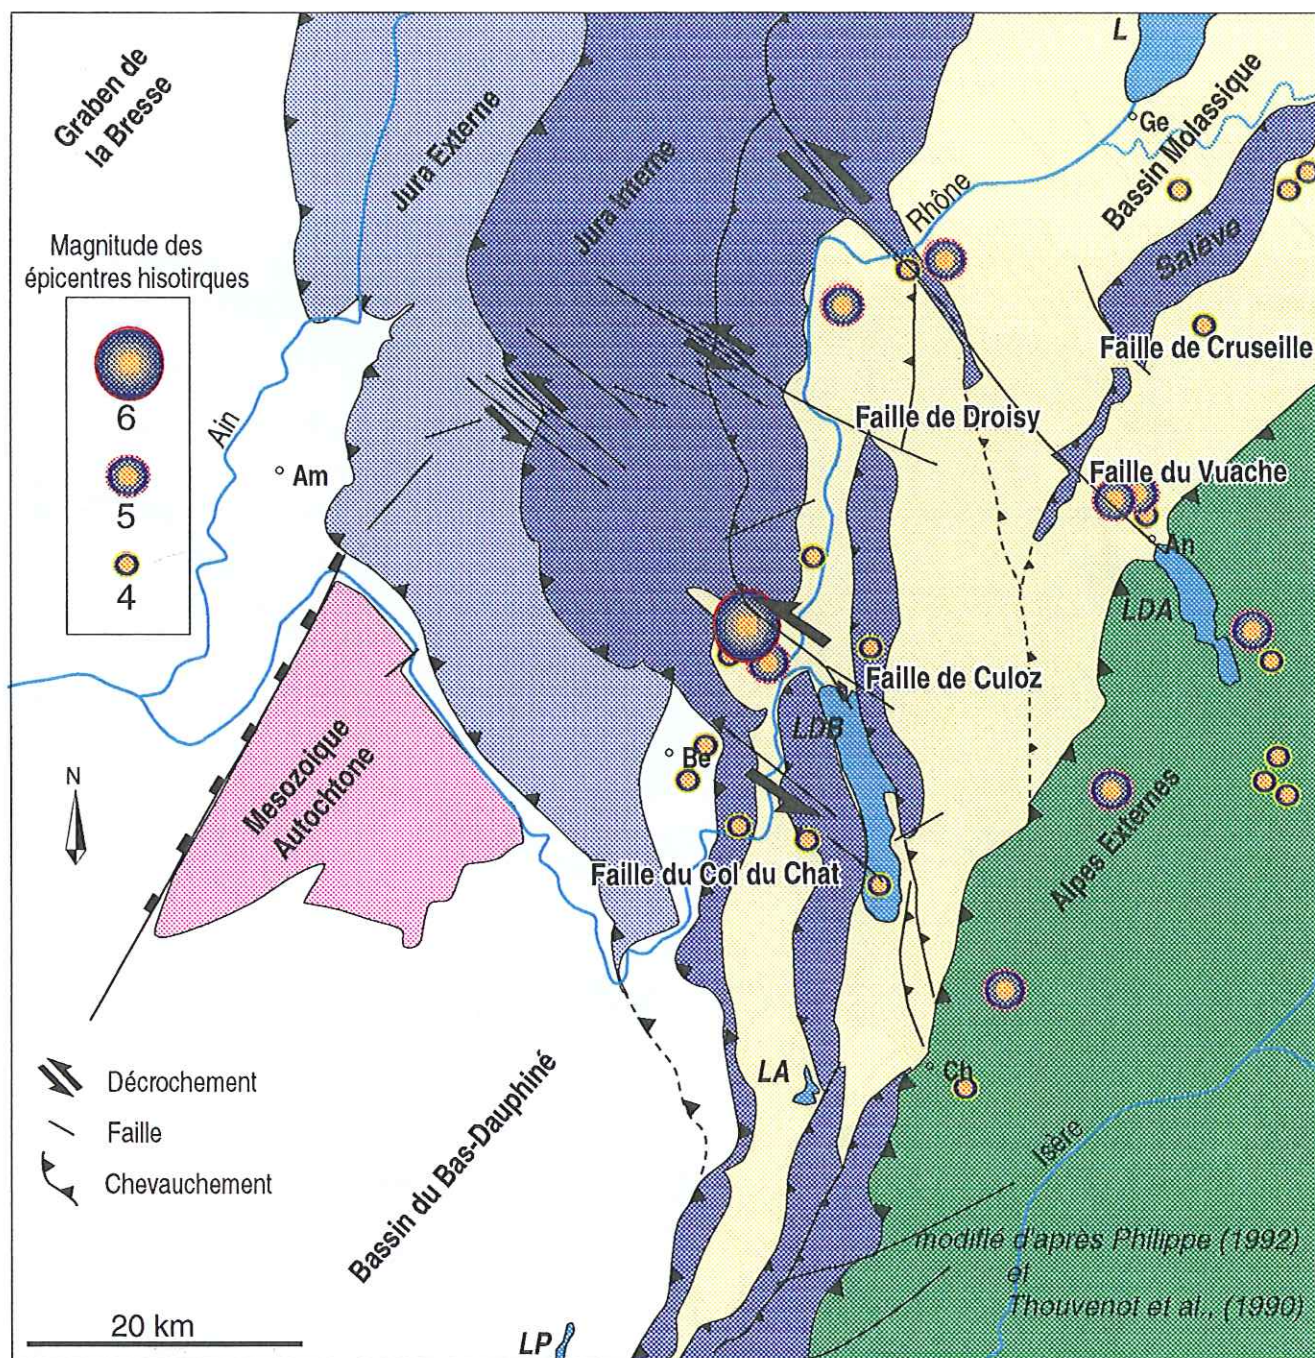 L
Graben de
la Bresse
Jura Externe
Jura Interne
Ge
Bassin Molassique
Rhône
Salève
Magnitude des
épicentres hisotirques
6
5
4
Faille de Cruseille
Ain
Faille de Droisy
Am
Faille du Vuache
An
LDA
Faille de Culoz
LDB
Be
N
Mesozoique
Autochtone
Alpes Externes
Faille du Col du Chat
Décrochement
Faille
Chevauchement
LA
Ch
Isère
Bassin du Bas-Dauphiné
modifié d'après Philippe (1992)
et
Thouvenot et al., (1990)
20 km
LP